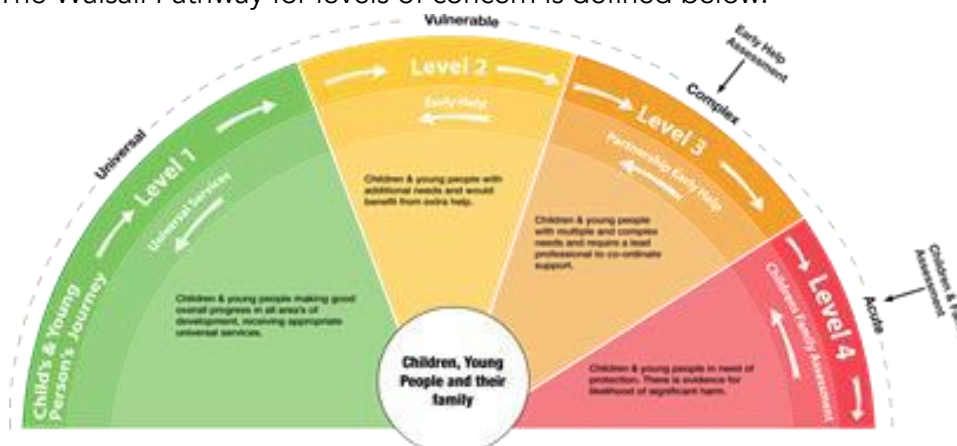 The Walsall Pathway for levels of concern is defined below.
Universal
Vulnerable
Complex
Acute
Early Help
Assessment
Children & Fa
Assessment
Child's & Young
Person's Journey
Level 1
Universal Services
Children & young people making good
overall progress in all area's of
development, receiving appropriate
universal services.
Level 2
Early Help
Children & young people with
additional needs and would
benefit from extra help.
Level 3
Partnership Early Help
Children & young people
with multiple and complex
needs and require a lead
professional to co-ordinate
support.
Level 4
Children Family Assessment
Children & young people in need of
protection. There is evidence for
likelihood of significant harm.
Children, Young
People and their
family